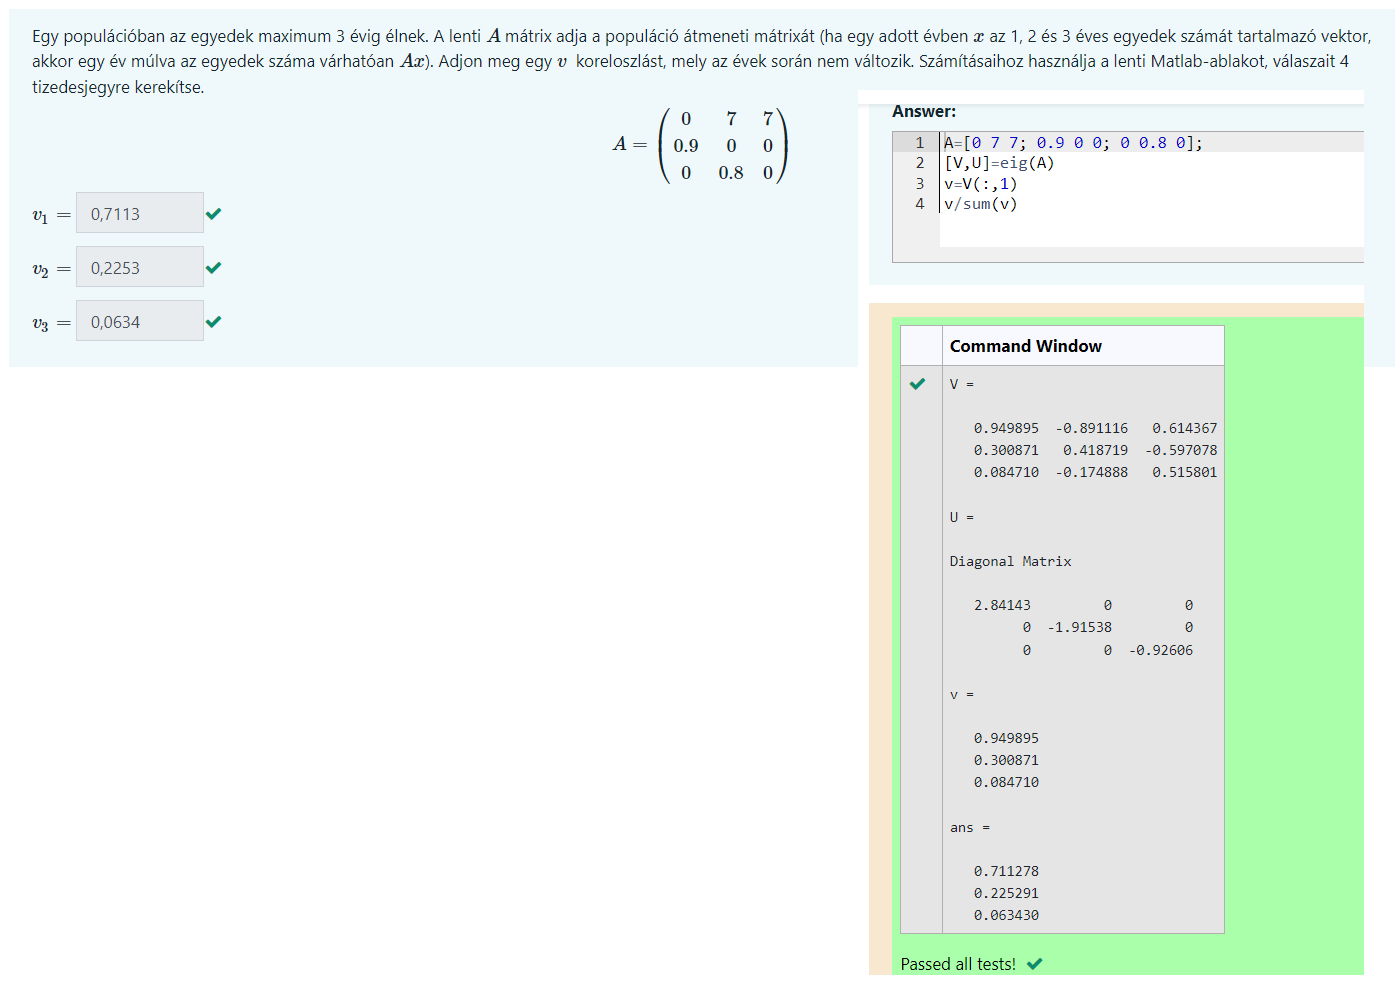 Egy populációban az egyedek maximum 3 évig élnek. A lenti A mátrix adja a populáció átmeneti mátrixát (ha egy adott évben x az 1, 2 és 3 éves egyedek számát tartalmazó vektor,
akkor egy év múlva az egyedek száma várhatóan Ax). Adjon meg egy v koreloszlást, mely az évek során nem változik. Számításaihoz használja a lenti Matlab-ablakot, válaszait 4
tizedesjegyre kerekítse.
A =
0 7 7
0.9 0 0
0 0.8 0
v1 = 0,7113
v2 = 0,2253
v3 = 0,0634
Answer:
1 A=[0 7 7; 0.9 0 0; 0 0.8 0];
2 [V,U]=eig(A)
3 v=V(:,1)
4 v/sum(v)
Command Window
V =
0.949895 -0.891116 0.614367
0.300871 0.418719 -0.597078
0.084710 -0.174888 0.515801
U =
Diagonal Matrix
2.84143 0 0
0 -1.91538 0
0 0 -0.92606
v =
0.949895
0.300871
0.084710
ans =
0.711278
0.225291
0.063430
Passed all tests!